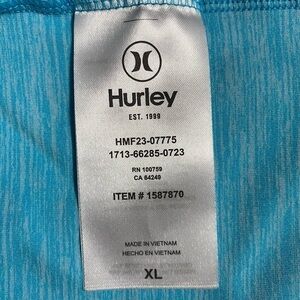 Hurley
EST. 1999
HMF23-07775
1713-66285-0723
RN 100759
CA 64249
ITEM # 1587870
MADE IN VIETNAM
HECHO EN VIETNAM
XL